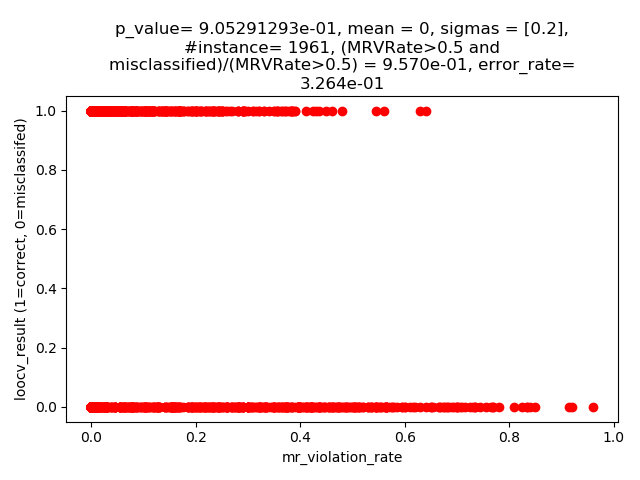 p_value= 9.05291293e-01, mean = 0, sigmas = [0.2],
#instance= 1961, (MRVRate>0.5 and
misclassified)/(MRVRate>0.5) = 9.570e-01, error_rate=
3.264e-01
1.0
0.8
0.6
0.4
0.2
0.0
loocv_result (1=correct, 0=misclassifed)
0.0 0.2 0.4 0.6 0.8 1.0
mr_violation_rate